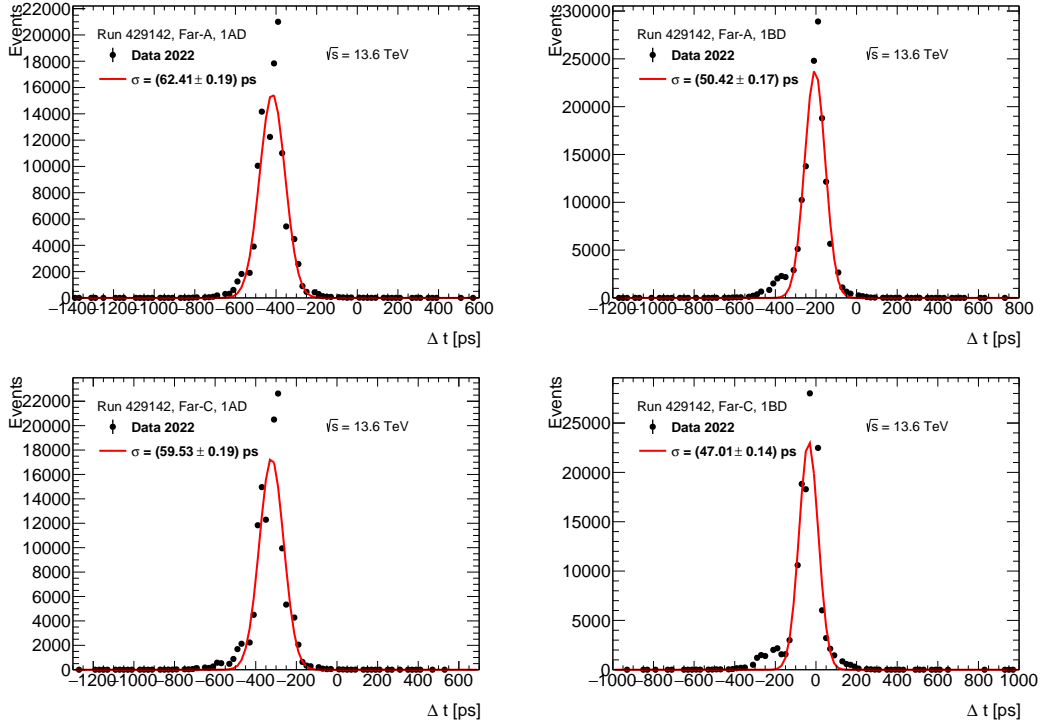 Events
22000
20000
18000
16000
14000
12000
10000
8000
6000
4000
2000
0
Run 429142, Far-A, 1AD
Data 2022
√s = 13.6 TeV
σ = (62.41 ± 0.19) ps
−1400 −1200 −1000 −800 −600 −400 −200 0 200 400 600
Δ t [ps]
Events
30000
25000
20000
15000
10000
5000
0
Run 429142, Far-A, 1BD
Data 2022
√s = 13.6 TeV
σ = (50.42 ± 0.17) ps
−1200 −1000 −800 −600 −400 −200 0 200 400 600 800
Δ t [ps]
Events
22000
20000
18000
16000
14000
12000
10000
8000
6000
4000
2000
0
Run 429142, Far-C, 1AD
Data 2022
√s = 13.6 TeV
σ = (59.53 ± 0.19) ps
−1200 −1000 −800 −600 −400 −200 0 200 400 600
Δ t [ps]
Events
25000
20000
15000
10000
5000
0
Run 429142, Far-C, 1BD
Data 2022
√s = 13.6 TeV
σ = (47.01 ± 0.14) ps
−1000 −800 −600 −400 −200 0 200 400 600 800 1000
Δ t [ps]